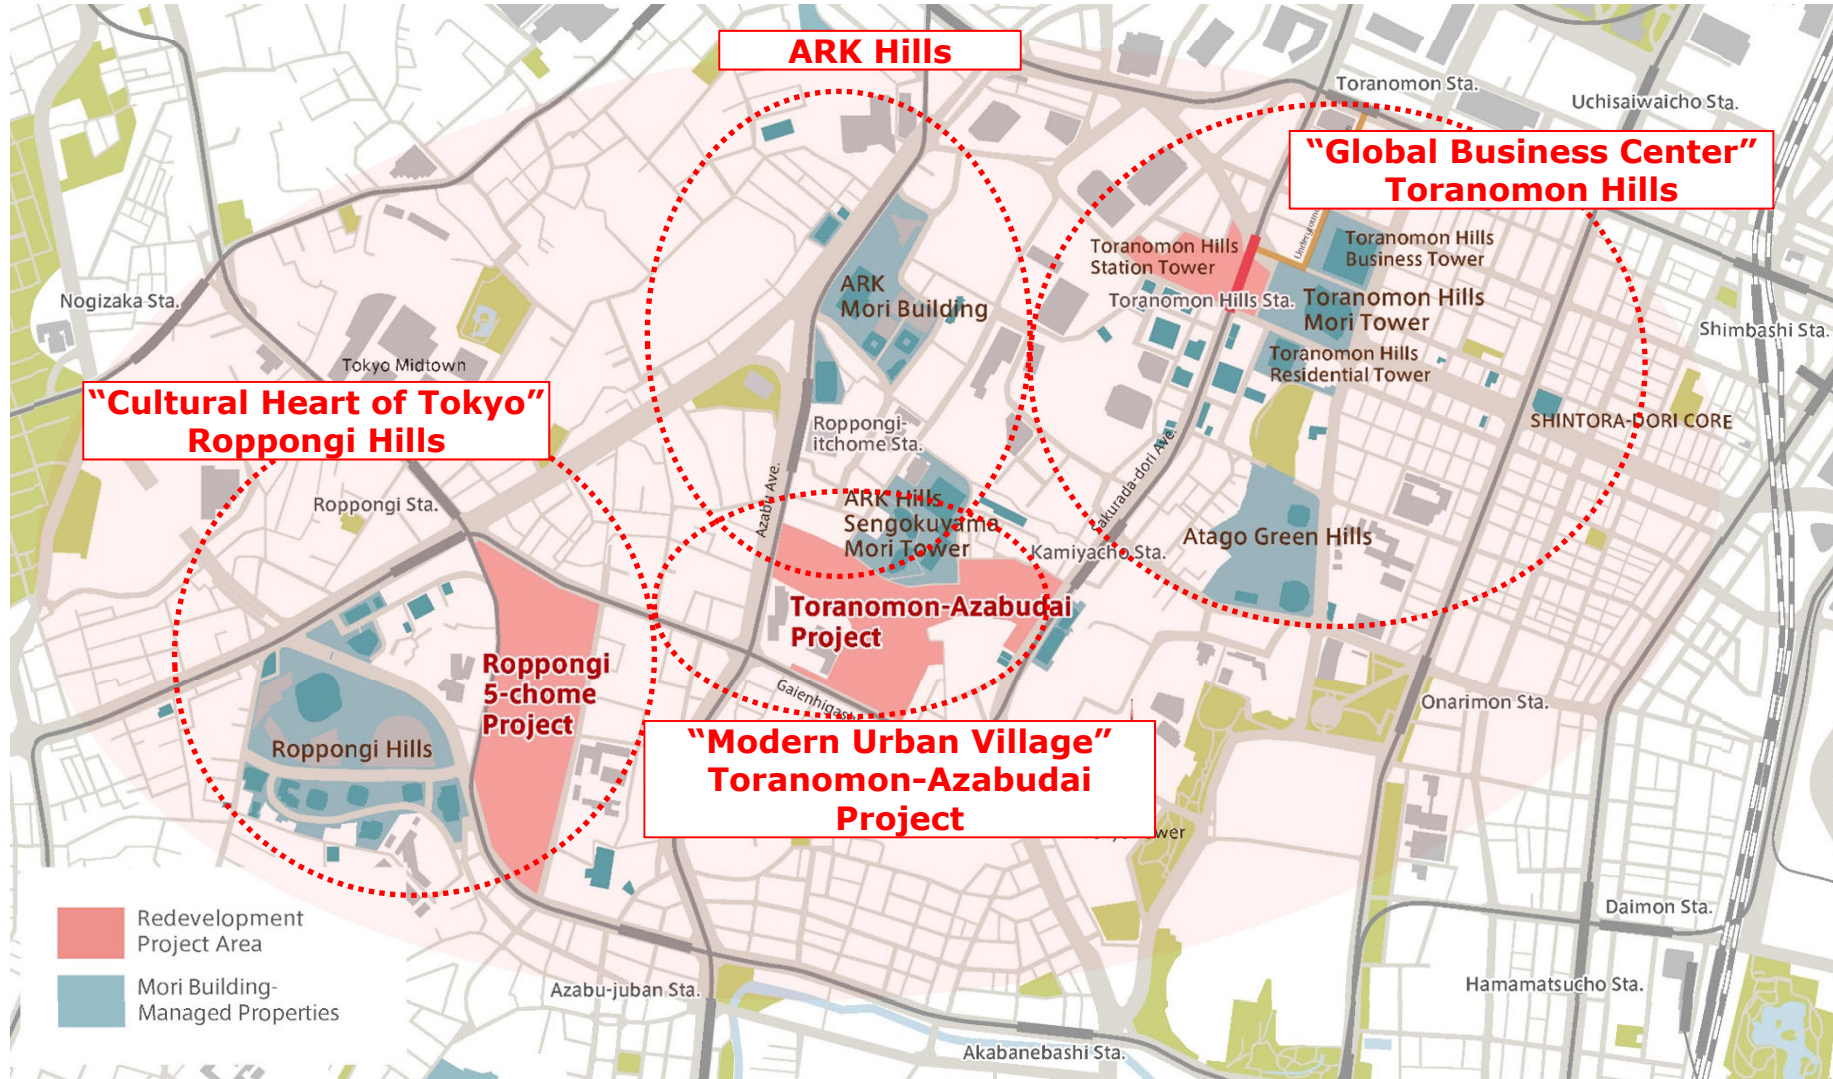 ARK Hills
Toranomon Sta.
Uchisaiwaicho Sta.
“Global Business Center”
Toranomon Hills
Underground
Toranomon Hills
Station Tower
Toranomon Hills
Business Tower
Nogizaka Sta.
ARK
Mori Building
Toranomon Hills Sta.
Toranomon Hills
Mori Tower
Shimbashi Sta.
Tokyo Midtown
Toranomon Hills
Residential Tower
“Cultural Heart of Tokyo”
Roppongi Hills
Roppongi-
itchome Sta.
SHINTORA-DORI CORE
Roppongi Sta.
Azabu Ave.
ARK Hills
Sengokuyama
Mori Tower
Sakurada-dori Ave.
Kamiyacho Sta.
Atago Green Hills
Toranomon-Azabudai
Project
Roppongi
5-chome
Project
Gaienhigas
Onarimon Sta.
Roppongi Hills
“Modern Urban Village”
Toranomon-Azabudai
Project
wer
Redevelopment
Project Area
Daimon Sta.
Mori Building-
Managed Properties
Azabu-juban Sta.
Hamamatsucho Sta.
Akabanebashi Sta.